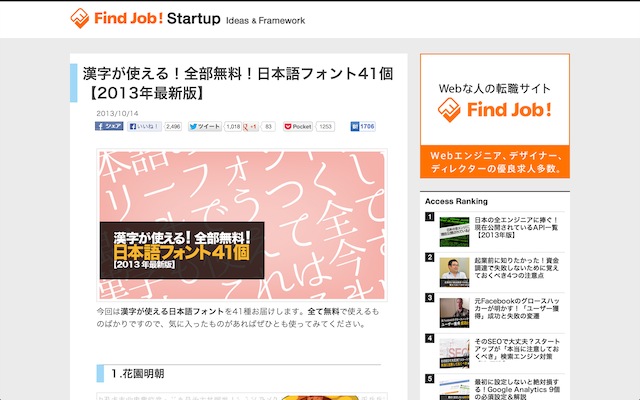 Find Job! Startup Ideas & Framework
漢字が使える！全部無料！日本語フォント41個
【2013年最新版】
2013/10/14
シェア いいね！ 2,496 ツイート 1,018 +1 83 Pocket 1253 B! 1706
漢字が使える！全部無料！
日本語フォント41個
【2013年最新版】
今回は漢字が使える日本語フォントを41種お届けします。全て無料で使えるも
のばかりですので、気に入ったものがあればぜひとも使ってみてください。
1.花園明朝
Webな人の転職サイト
Find Job!
Webエンジニア、デザイナー、
ディレクターの優良求人多数。
Access Ranking
1
日本の全エンジニアに捧ぐ！
現在公開されているAPI一覧
【2013年版】
2
起業前に知りたかった！資金
調達で失敗しないために覚え
ておくべき4つの注意点
3
元Facebookのグロースハッ
カーが明かす！「ユーザー獲
得」成功と失敗の変遷
4
そのSEOで大丈夫？スタート
アップが「本当に注意してお
くべき」検索エンジン対策
5
最初に設定しないと絶対損す
る！Google Analytics 9個
の必須設定＆解説